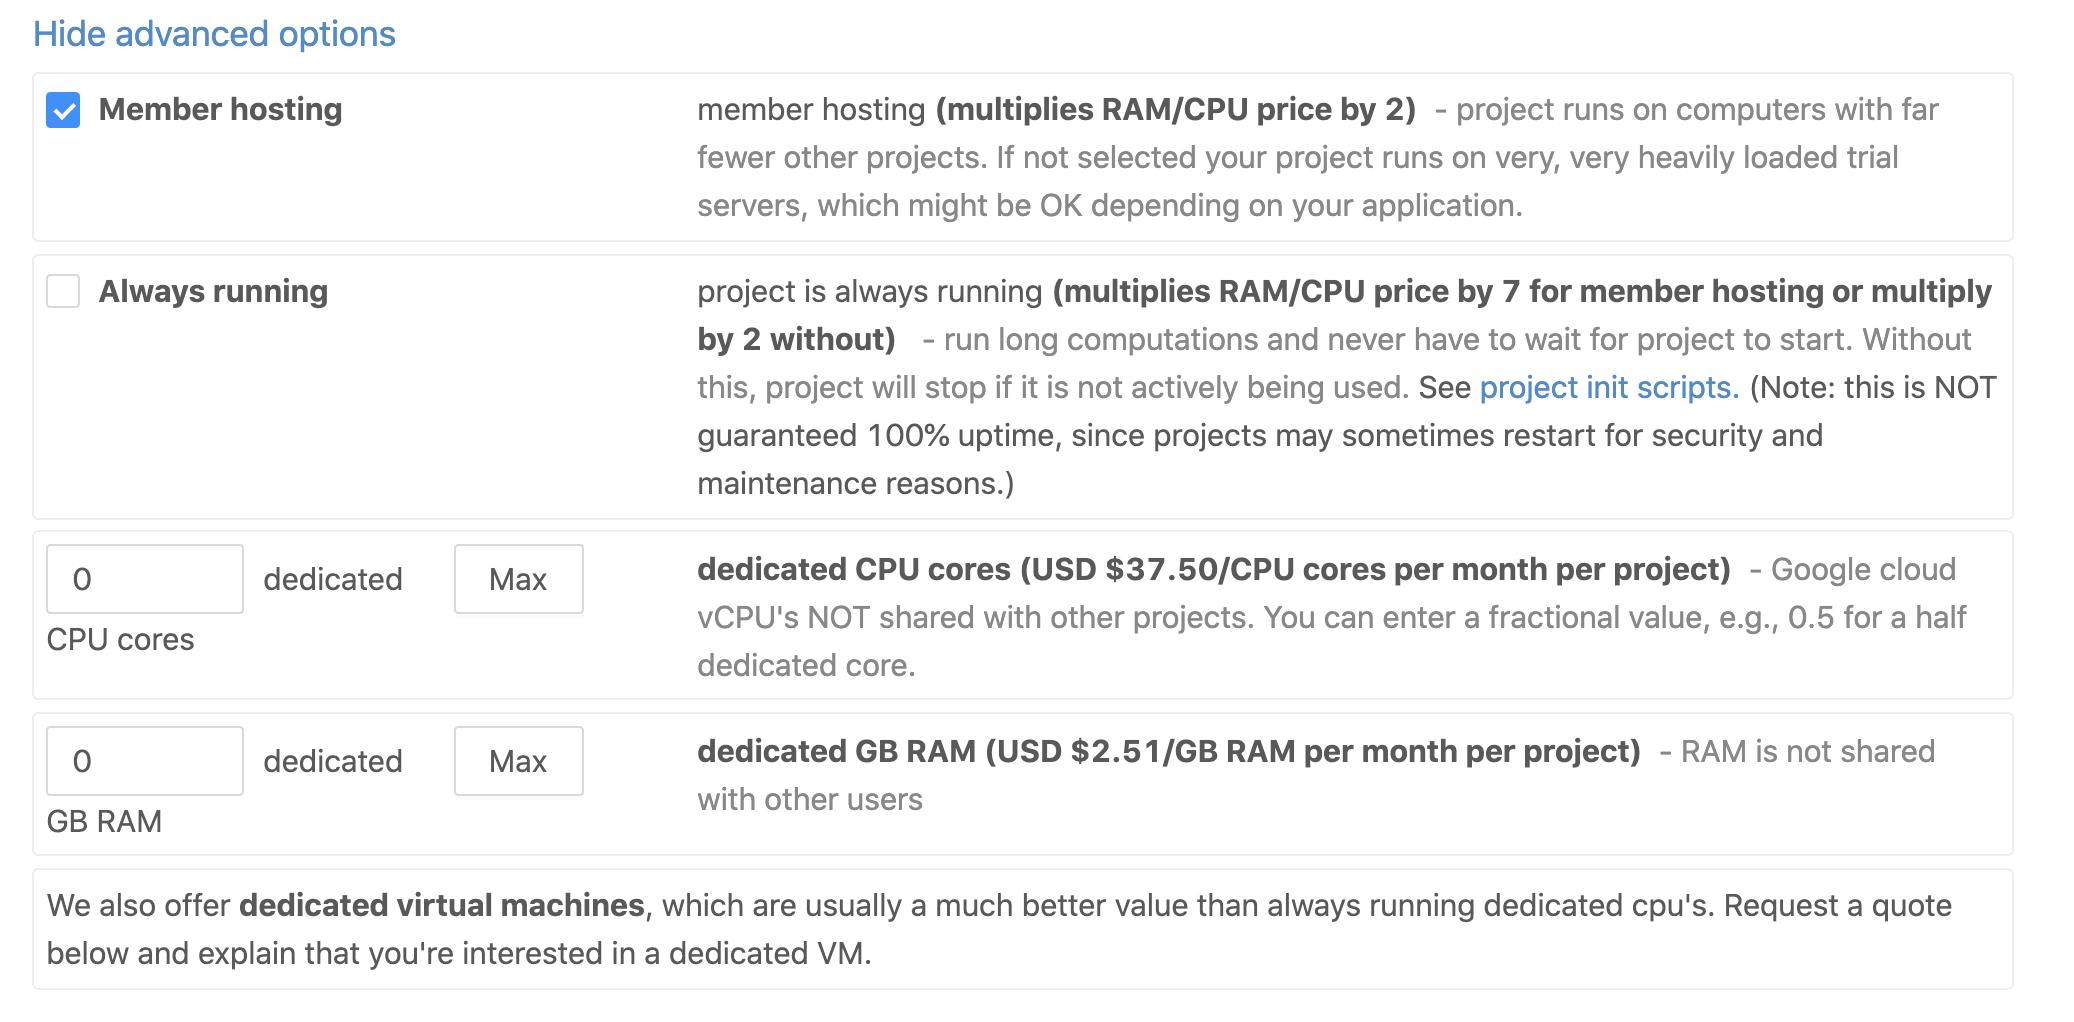 Hide advanced options
Member hosting
member hosting (multiplies RAM/CPU price by 2) - project runs on computers with far
fewer other projects. If not selected your project runs on very, very heavily loaded trial
servers, which might be OK depending on your application.
Always running
project is always running (multiplies RAM/CPU price by 7 for member hosting or multiply
by 2 without) - run long computations and never have to wait for project to start. Without
this, project will stop if it is not actively being used. See project init scripts. (Note: this is NOT
guaranteed 100% uptime, since projects may sometimes restart for security and
maintenance reasons.)
0 dedicated Max
CPU cores
dedicated CPU cores (USD $37.50/CPU cores per month per project) - Google cloud
vCPU's NOT shared with other projects. You can enter a fractional value, e.g., 0.5 for a half
dedicated core.
0 dedicated Max
GB RAM
dedicated GB RAM (USD $2.51/GB RAM per month per project) - RAM is not shared
with other users
We also offer dedicated virtual machines, which are usually a much better value than always running dedicated cpu's. Request a quote
below and explain that you're interested in a dedicated VM.